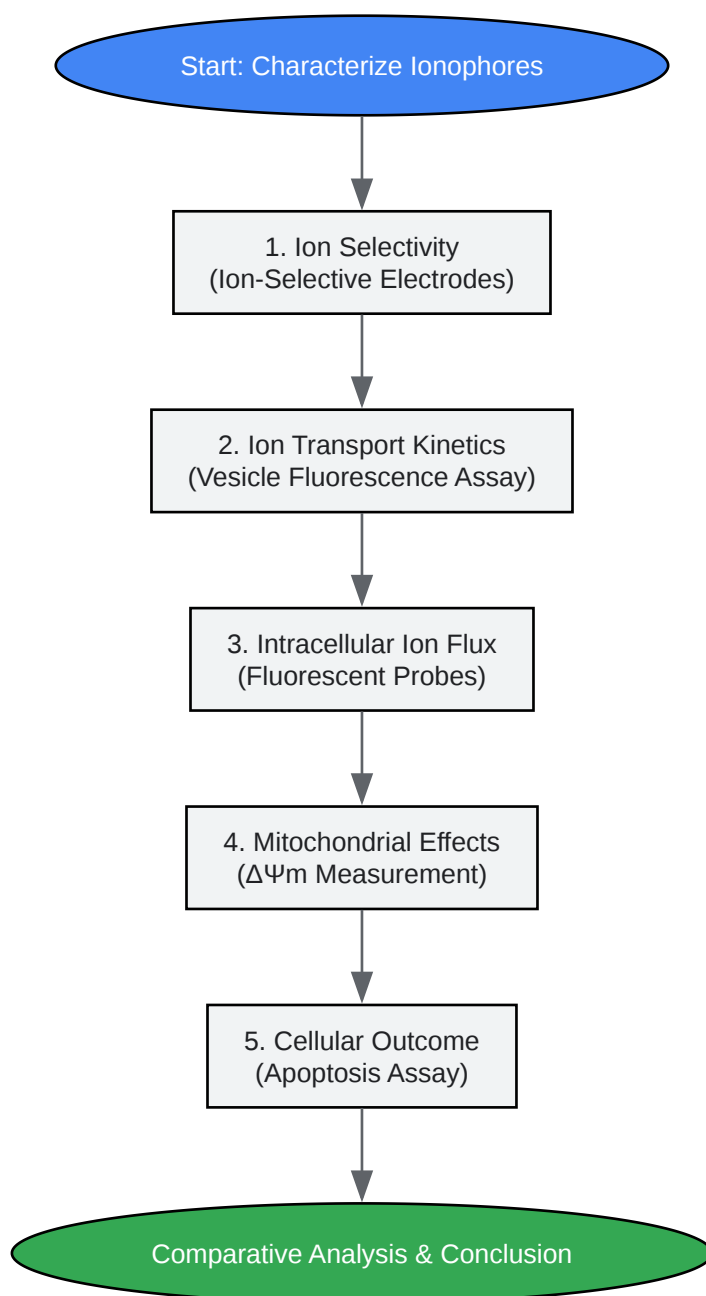 Start: Characterize Ionophores
1. Ion Selectivity
(Ion-Selective Electrodes)
2. Ion Transport Kinetics
(Vesicle Fluorescence Assay)
3. Intracellular Ion Flux
(Fluorescent Probes)
4. Mitochondrial Effects
(ΔΨm Measurement)
5. Cellular Outcome
(Apoptosis Assay)
Comparative Analysis & Conclusion